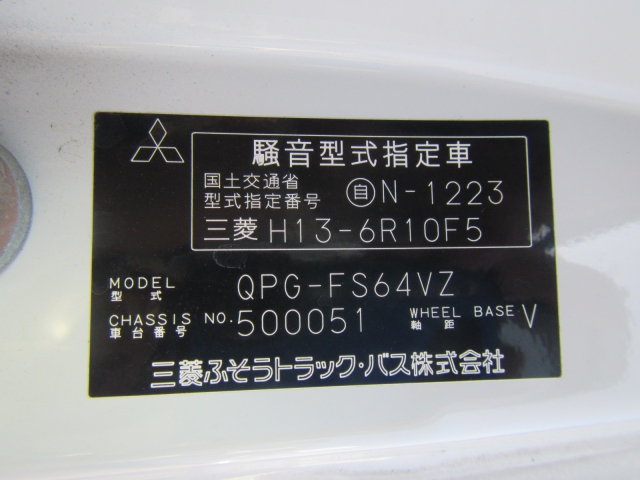 騒音型式指定車
国土交通省
型式指定番号 自N-1223
三菱 H13-6R10F5
MODEL
型式 QPG-FS64VZ
CHASSIS NO.
車台番号 500051 WHEEL BASE
軸距 V
三菱ふそうトラック・バス株式会社